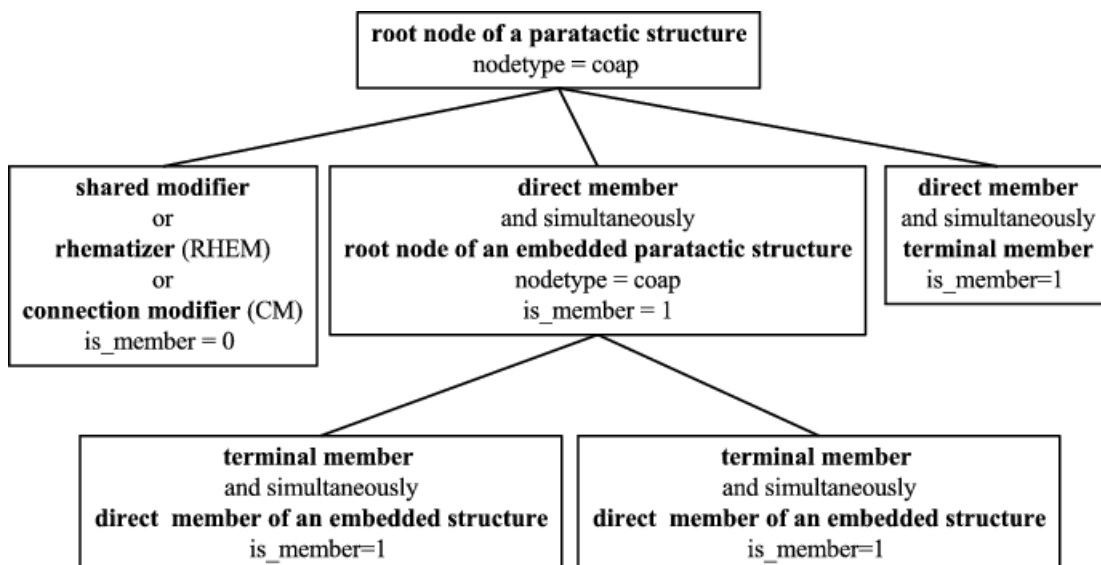 root node of a paratactic structure
nodetype = coap
shared modifier
or
rhematizer (RHEM)
or
connection modifier (CM)
is_member = 0
direct member
and simultaneously
root node of an embedded paratactic structure
nodetype = coap
is_member = 1
direct member
and simultaneously
terminal member
is_member=1
terminal member
and simultaneously
direct member of an embedded structure
is_member=1
terminal member
and simultaneously
direct member of an embedded structure
is_member=1